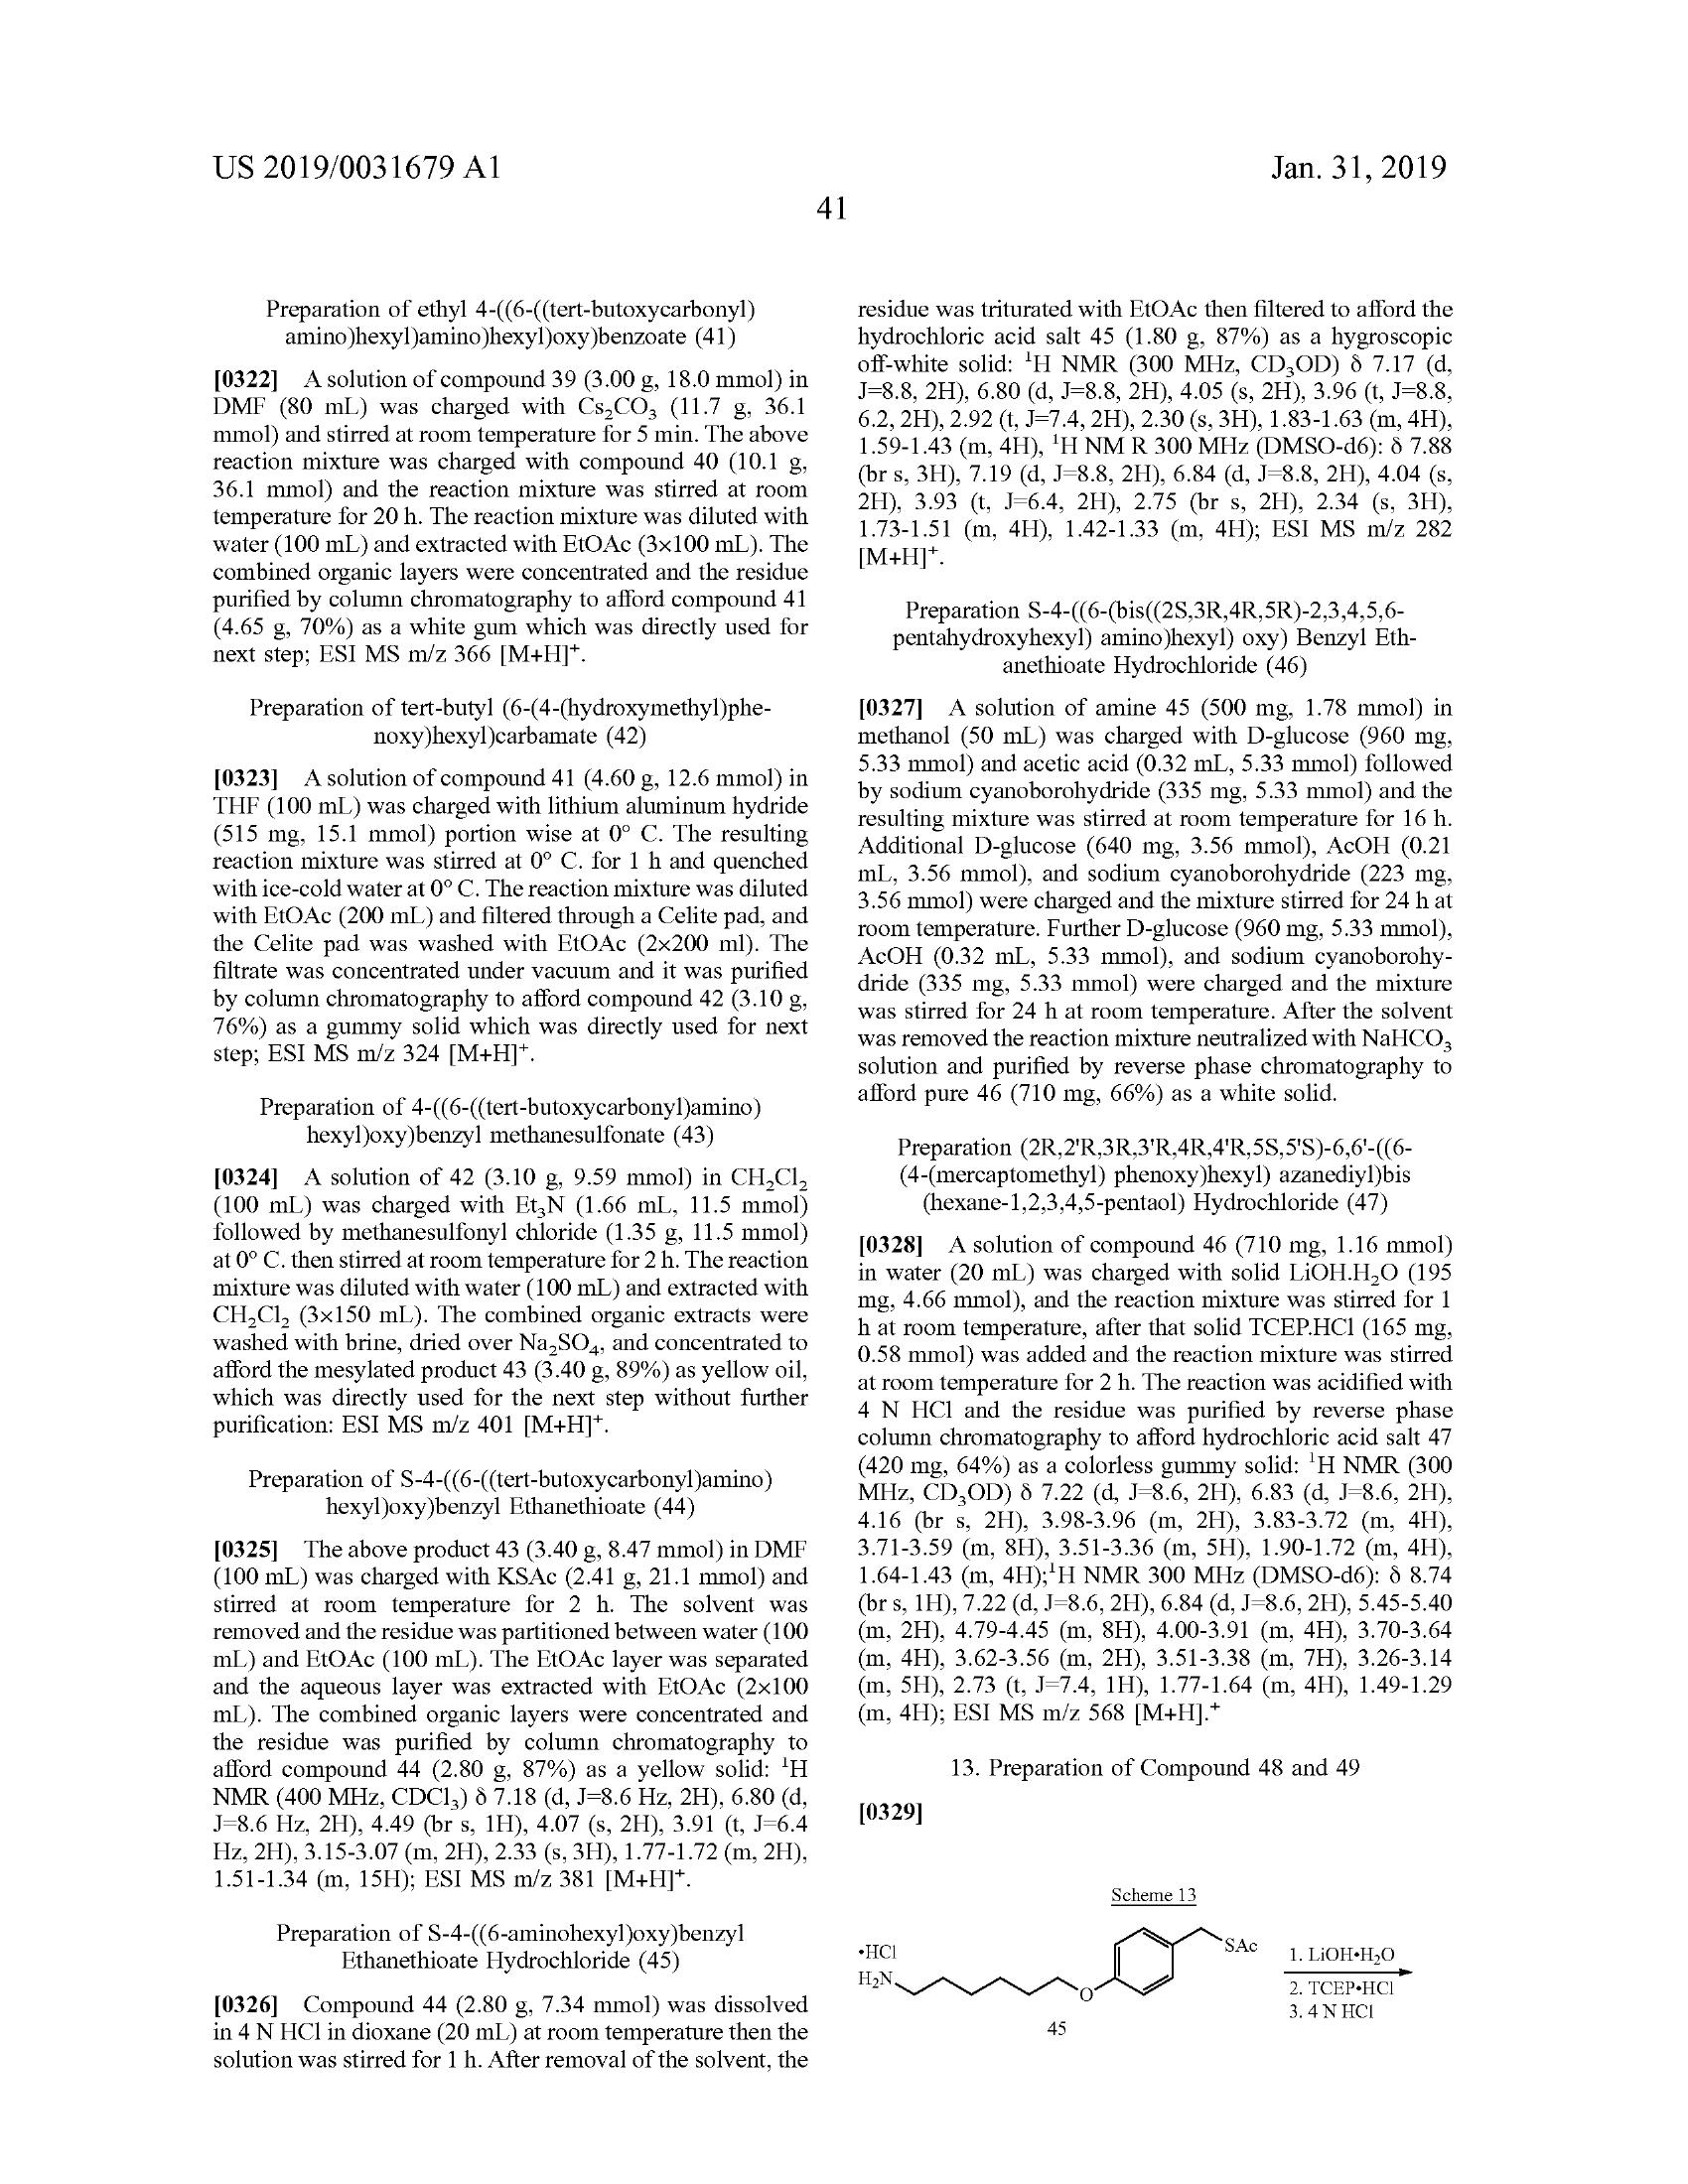 US 2019/0031679 A1
Jan. 31, 2019
41
Preparation of ethyl 4-((6-((tert-butoxycarbonyl)
amino)hexyl)amino)hexyl)oxy)benzoate (41)
[0322] A solution of compound 39 (3.00 g, 18.0 mmol) in
DMF (80 mL) was charged with Cs₂CO₃ (11.7 g, 36.1
mmol) and stirred at room temperature for 5 min. The above
reaction mixture was charged with compound 40 (10.1 g,
36.1 mmol) and the reaction mixture was stirred at room
temperature for 20 h. The reaction mixture was diluted with
water (100 mL) and extracted with EtOAc (3x100 mL). The
combined organic layers were concentrated and the residue
purified by column chromatography to afford compound 41
(4.65 g, 70%) as a white gum which was directly used for
next step; ESI MS m/z 366 [M+H]⁺.
Preparation of tert-butyl (6-(4-(hydroxymethyl)phe-
noxy)hexyl)carbamate (42)
[0323] A solution of compound 41 (4.60 g, 12.6 mmol) in
THF (100 mL) was charged with lithium aluminum hydride
(515 mg, 15.1 mmol) portion wise at 0° C. The resulting
reaction mixture was stirred at 0° C. for 1 h and quenched
with ice-cold water at 0° C. The reaction mixture was diluted
with EtOAc (200 mL) and filtered through a Celite pad, and
the Celite pad was washed with EtOAc (2x200 ml). The
filtrate was concentrated under vacuum and it was purified
by column chromatography to afford compound 42 (3.10 g,
76%) as a gummy solid which was directly used for next
step; ESI MS m/z 324 [M+H]⁺.
Preparation of 4-((6-((tert-butoxycarbonyl)amino)
hexyl)oxy)benzyl methanesulfonate (43)
[0324] A solution of 42 (3.10 g, 9.59 mmol) in CH₂Cl₂
(100 mL) was charged with Et₃N (1.66 mL, 11.5 mmol)
followed by methanesulfonyl chloride (1.35 g, 11.5 mmol)
at 0° C. then stirred at room temperature for 2 h. The reaction
mixture was diluted with water (100 mL) and extracted with
CH₂Cl₂ (3x150 mL). The combined organic extracts were
washed with brine, dried over Na₂SO₄, and concentrated to
afford the mesylated product 43 (3.40 g, 89%) as yellow oil,
which was directly used for the next step without further
purification: ESI MS m/z 401 [M+H]⁺.
Preparation of S-4-((6-((tert-butoxycarbonyl)amino)
hexyl)oxy)benzyl Ethanethioate (44)
[0325] The above product 43 (3.40 g, 8.47 mmol) in DMF
(100 mL) was charged with KSAc (2.41 g, 21.1 mmol) and
stirred at room temperature for 2 h. The solvent was
removed and the residue was partitioned between water (100
mL) and EtOAc (100 mL). The EtOAc layer was separated
and the aqueous layer was extracted with EtOAc (2x100
mL). The combined organic layers were concentrated and
the residue was purified by column chromatography to
afford compound 44 (2.80 g, 87%) as a yellow solid: ¹H
NMR (400 MHz, CDCl₃) δ 7.18 (d, J=8.6 Hz, 2H), 6.80 (d,
J=8.6 Hz, 2H), 4.49 (br s, 1H), 4.07 (s, 2H), 3.91 (t, J=6.4
Hz, 2H), 3.15-3.07 (m, 2H), 2.33 (s, 3H), 1.77-1.72 (m, 2H),
1.51-1.34 (m, 15H); ESI MS m/z 381 [M+H]⁺.
Preparation of S-4-((6-aminohexyl)oxy)benzyl
Ethanethioate Hydrochloride (45)
[0326] Compound 44 (2.80 g, 7.34 mmol) was dissolved
in 4 N HCl in dioxane (20 mL) at room temperature then the
solution was stirred for 1 h. After removal of the solvent, the
residue was triturated with EtOAc then filtered to afford the
hydrochloric acid salt 45 (1.80 g, 87%) as a hygroscopic
off-white solid: ¹H NMR (300 MHz, CD₃OD) δ 7.17 (d,
J=8.8, 2H), 6.80 (d, J=8.8, 2H), 4.05 (s, 2H), 3.96 (t, J=8.8,
6.2, 2H), 2.92 (t, J=7.4, 2H), 2.30 (s, 3H), 1.83-1.63 (m, 4H),
1.59-1.43 (m, 4H), ¹H NM R 300 MHz (DMSO-d6): δ 7.88
(br s, 3H), 7.19 (d, J=8.8, 2H), 6.84 (d, J=8.8, 2H), 4.04 (s,
2H), 3.93 (t, J=6.4, 2H), 2.75 (br s, 2H), 2.34 (s, 3H),
1.73-1.51 (m, 4H), 1.42-1.33 (m, 4H); ESI MS m/z 282
[M+H]⁺.
Preparation S-4-((6-(bis((2S,3R,4R,5R)-2,3,4,5,6-
pentahydroxyhexyl) amino)hexyl) oxy) Benzyl Eth-
anethioate Hydrochloride (46)
[0327] A solution of amine 45 (500 mg, 1.78 mmol) in
methanol (50 mL) was charged with D-glucose (960 mg,
5.33 mmol) and acetic acid (0.32 mL, 5.33 mmol) followed
by sodium cyanoborohydride (335 mg, 5.33 mmol) and the
resulting mixture was stirred at room temperature for 16 h.
Additional D-glucose (640 mg, 3.56 mmol), AcOH (0.21
mL, 3.56 mmol), and sodium cyanoborohydride (223 mg,
3.56 mmol) were charged and the mixture stirred for 24 h at
room temperature. Further D-glucose (960 mg, 5.33 mmol),
AcOH (0.32 mL, 5.33 mmol), and sodium cyanoborohy-
dride (335 mg, 5.33 mmol) were charged and the mixture
was stirred for 24 h at room temperature. After the solvent
was removed the reaction mixture neutralized with NaHCO₃
solution and purified by reverse phase chromatography to
afford pure 46 (710 mg, 66%) as a white solid.
Preparation (2R,2'R,3R,3'R,4R,4'R,5S,5'S)-6,6'-((6-
(4-(mercaptomethyl) phenoxy)hexyl) azanediyl)bis
(hexane-1,2,3,4,5-pentaol) Hydrochloride (47)
[0328] A solution of compound 46 (710 mg, 1.16 mmol)
in water (20 mL) was charged with solid LiOH.H₂O (195
mg, 4.66 mmol), and the reaction mixture was stirred for 1
h at room temperature, after that solid TCEP.HCl (165 mg,
0.58 mmol) was added and the reaction mixture was stirred
at room temperature for 2 h. The reaction was acidified with
4 N HCl and the residue was purified by reverse phase
column chromatography to afford hydrochloric acid salt 47
(420 mg, 64%) as a colorless gummy solid: ¹H NMR (300
MHz, CD₃OD) δ 7.22 (d, J=8.6, 2H), 6.83 (d, J=8.6, 2H),
4.16 (br s, 2H), 3.98-3.96 (m, 2H), 3.83-3.72 (m, 4H),
3.71-3.59 (m, 8H), 3.51-3.36 (m, 5H), 1.90-1.72 (m, 4H),
1.64-1.43 (m, 4H);¹H NMR 300 MHz (DMSO-d6): δ 8.74
(br s, 1H), 7.22 (d, J=8.6, 2H), 6.84 (d, J=8.6, 2H), 5.45-5.40
(m, 2H), 4.79-4.45 (m, 8H), 4.00-3.91 (m, 4H), 3.70-3.64
(m, 4H), 3.62-3.56 (m, 2H), 3.51-3.38 (m, 7H), 3.26-3.14
(m, 5H), 2.73 (t, J=7.4, 1H), 1.77-1.64 (m, 4H), 1.49-1.29
(m, 4H); ESI MS m/z 568 [M+H].⁺
13. Preparation of Compound 48 and 49
[0329]
Scheme 13
•HCl
H₂N
O
SAc
45
1. LiOH•H₂O
2. TCEP•HCl
3. 4 N HCl